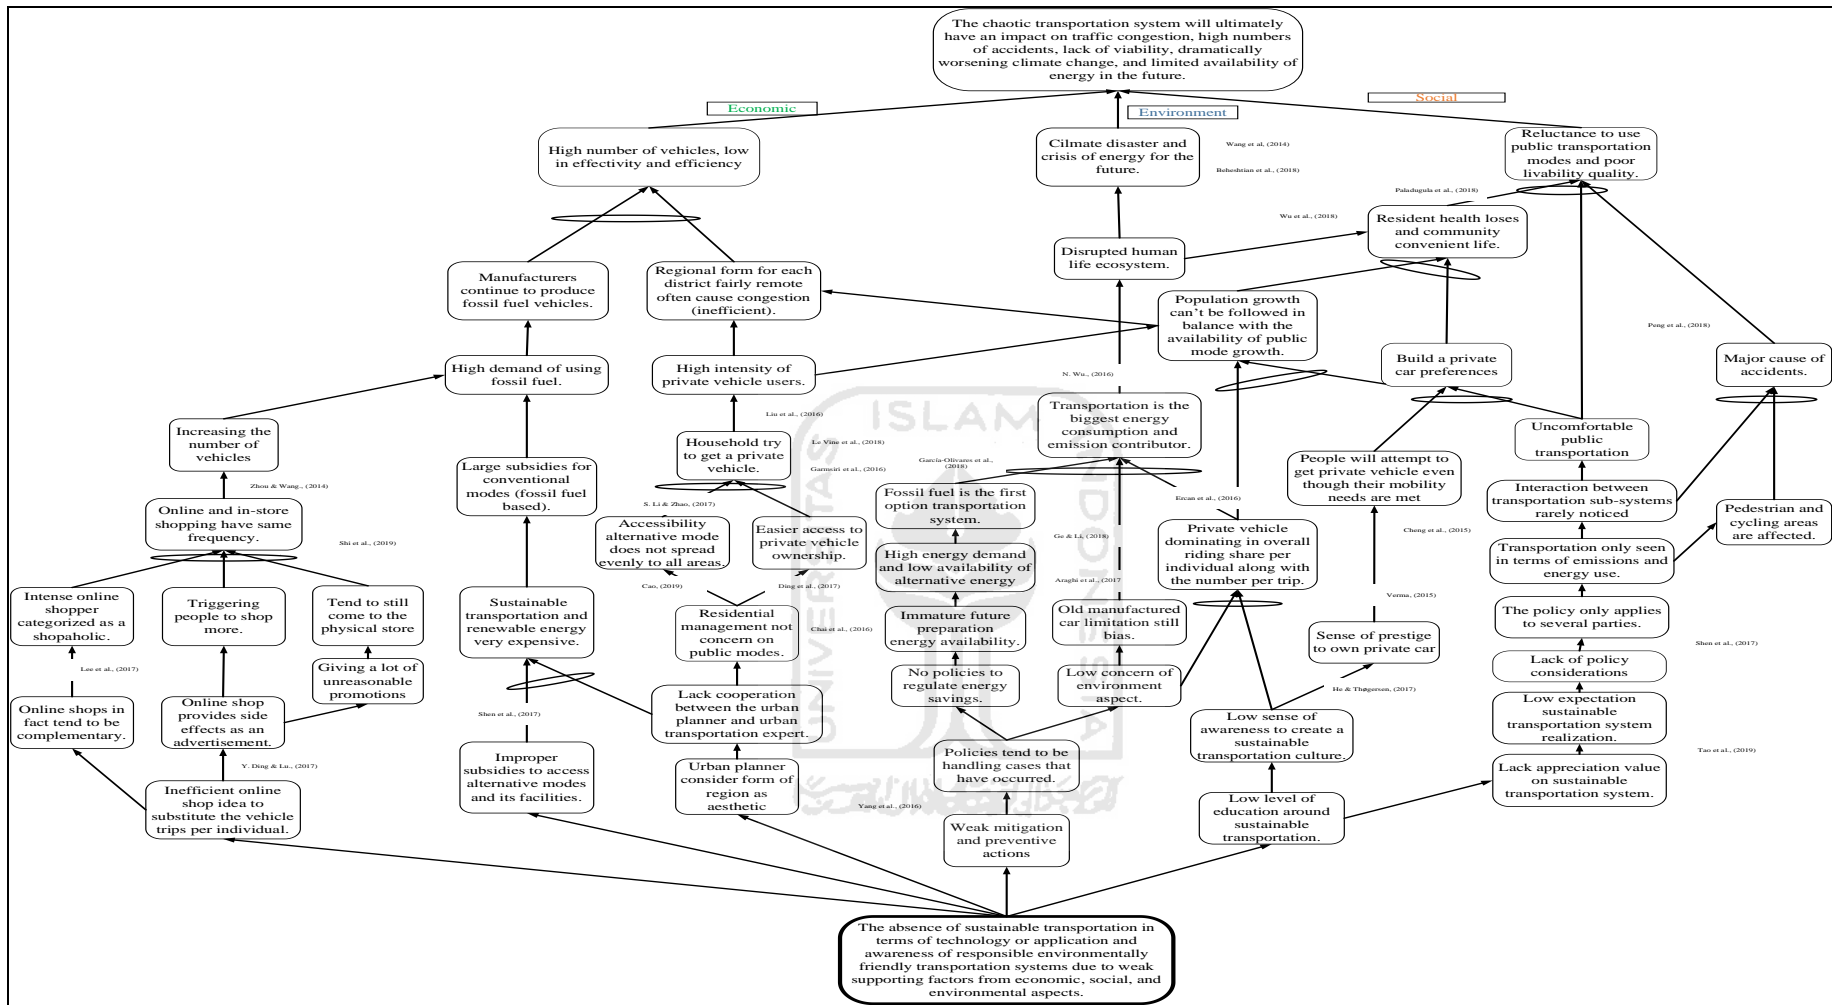 The chaotic transportation system will ultimately
have an impact on traffic congestion, high numbers
of accidents, lack of viability, dramatically
worsening climate change, and limited availability of
energy in the future.
Economic
Environment
Social
High number of vehicles, low
in effectivity and efficiency
Cilmate disaster and
crisis of energy for the
future.
Wang et al, (2014)
Beheshtian et al., (2018)
Reluctance to use
public transportation
modes and poor
livability quality.
Paladugula et al., (2018)
Wu et al., (2018)
Resident health loses
and community
convenient life.
Disrupted human
life ecosystem.
Manufacturers
continue to produce
fossil fuel vehicles.
Regional form for each
district fairly remote
often cause congestion
(inefficient).
Population growth
can't be followed in
balance with the
availability of public
mode growth.
Peng et al., (2018)
High demand of using
fossil fuel.
High intensity of
private vehicle users.
N. Wu., (2016)
Build a private
car preferences
Major cause of
accidents.
Increasing the
number of
vehicles
Liu et al., (2016)
Household try
to get a private
vehicle.
Le Vine et al., (2018)
Garmsiri et al., (2016)
García-Olivares et al.,
(2018)
Transportation is the
biggest energy
consumption and
emission contributor.
Uncomfortable
public
transportation
People will attempt to
get private vehicle even
though their mobility
needs are met
Zhou & Wang., (2014)
Large subsidies for
conventional
modes (fossil fuel
based).
S. Li & Zhao, (2017)
Fossil fuel is the first
option transportation
system.
Ercan et al., (2016)
Interaction between
transportation sub-systems
rarely noticed
Online and in-store
shopping have same
frequency.
Shi et al., (2019)
Accessibility
alternative mode
does not spread
evenly to all areas.
Easier access to
private vehicle
ownership.
Ge & Li, (2018)
Private vehicle
dominating in overall
riding share per
individual along with
the number per trip.
Cheng et al., (2015)
Pedestrian and
cycling areas
are affected.
High energy demand
and low availability of
alternative energy
Transportation only seen
in terms of emissions and
energy use.
Cao, (2019)
Ding et al., (2017)
Araghi et al., (2017
Verma, (2015)
Intense online
shopper
categorized as a
shopaholic.
Triggering
people to shop
more.
Tend to still
come to the
physical store
Sustainable
transportation and
renewable energy
very expensive.
Residential
management not
concern on
public modes.
Chai et al., (2016)
Immature future
preparation
energy availability.
Old manufactured
car limitation still
bias.
Sense of prestige
to own private car
The policy only applies
to several parties.
Shen et al., (2017)
Lee et al., (2017)
Giving a lot of
unreasonable
promotions
No policies to
regulate energy
savings.
Low concern of
environment
aspect.
He & Thøgersen, (2017)
Lack of policy
considerations
Online shops in
fact tend to be
complementary.
Online shop
provides side
effects as an
advertisement.
Shen et al., (2017)
Lack cooperation
between the urban
planner and urban
transportation expert.
Low sense of
awareness to create a
sustainable
transportation culture.
Low expectation
sustainable
transportation system
realization.
Policies tend to be
handling cases that
have occurred.
Tao et al., (2019)
Y. Ding & Lu., (2017)
Improper
subsidies to access
alternative modes
and its facilities.
Urban planner
consider form of
region as
aesthetic
Lack appreciation value
on sustainable
transportation system.
Inefficient online
shop idea to
substitute the vehicle
trips per individual.
Yang et al., (2016)
Weak mitigation
and preventive
actions
Low level of
education around
sustainable
transportation.
The absence of sustainable transportation in
terms of technology or application and
awareness of responsible environmentally
friendly transportation systems due to weak
supporting factors from economic, social, and
environmental aspects.
UNIVERSITAS
ISLAM
INDONESIA